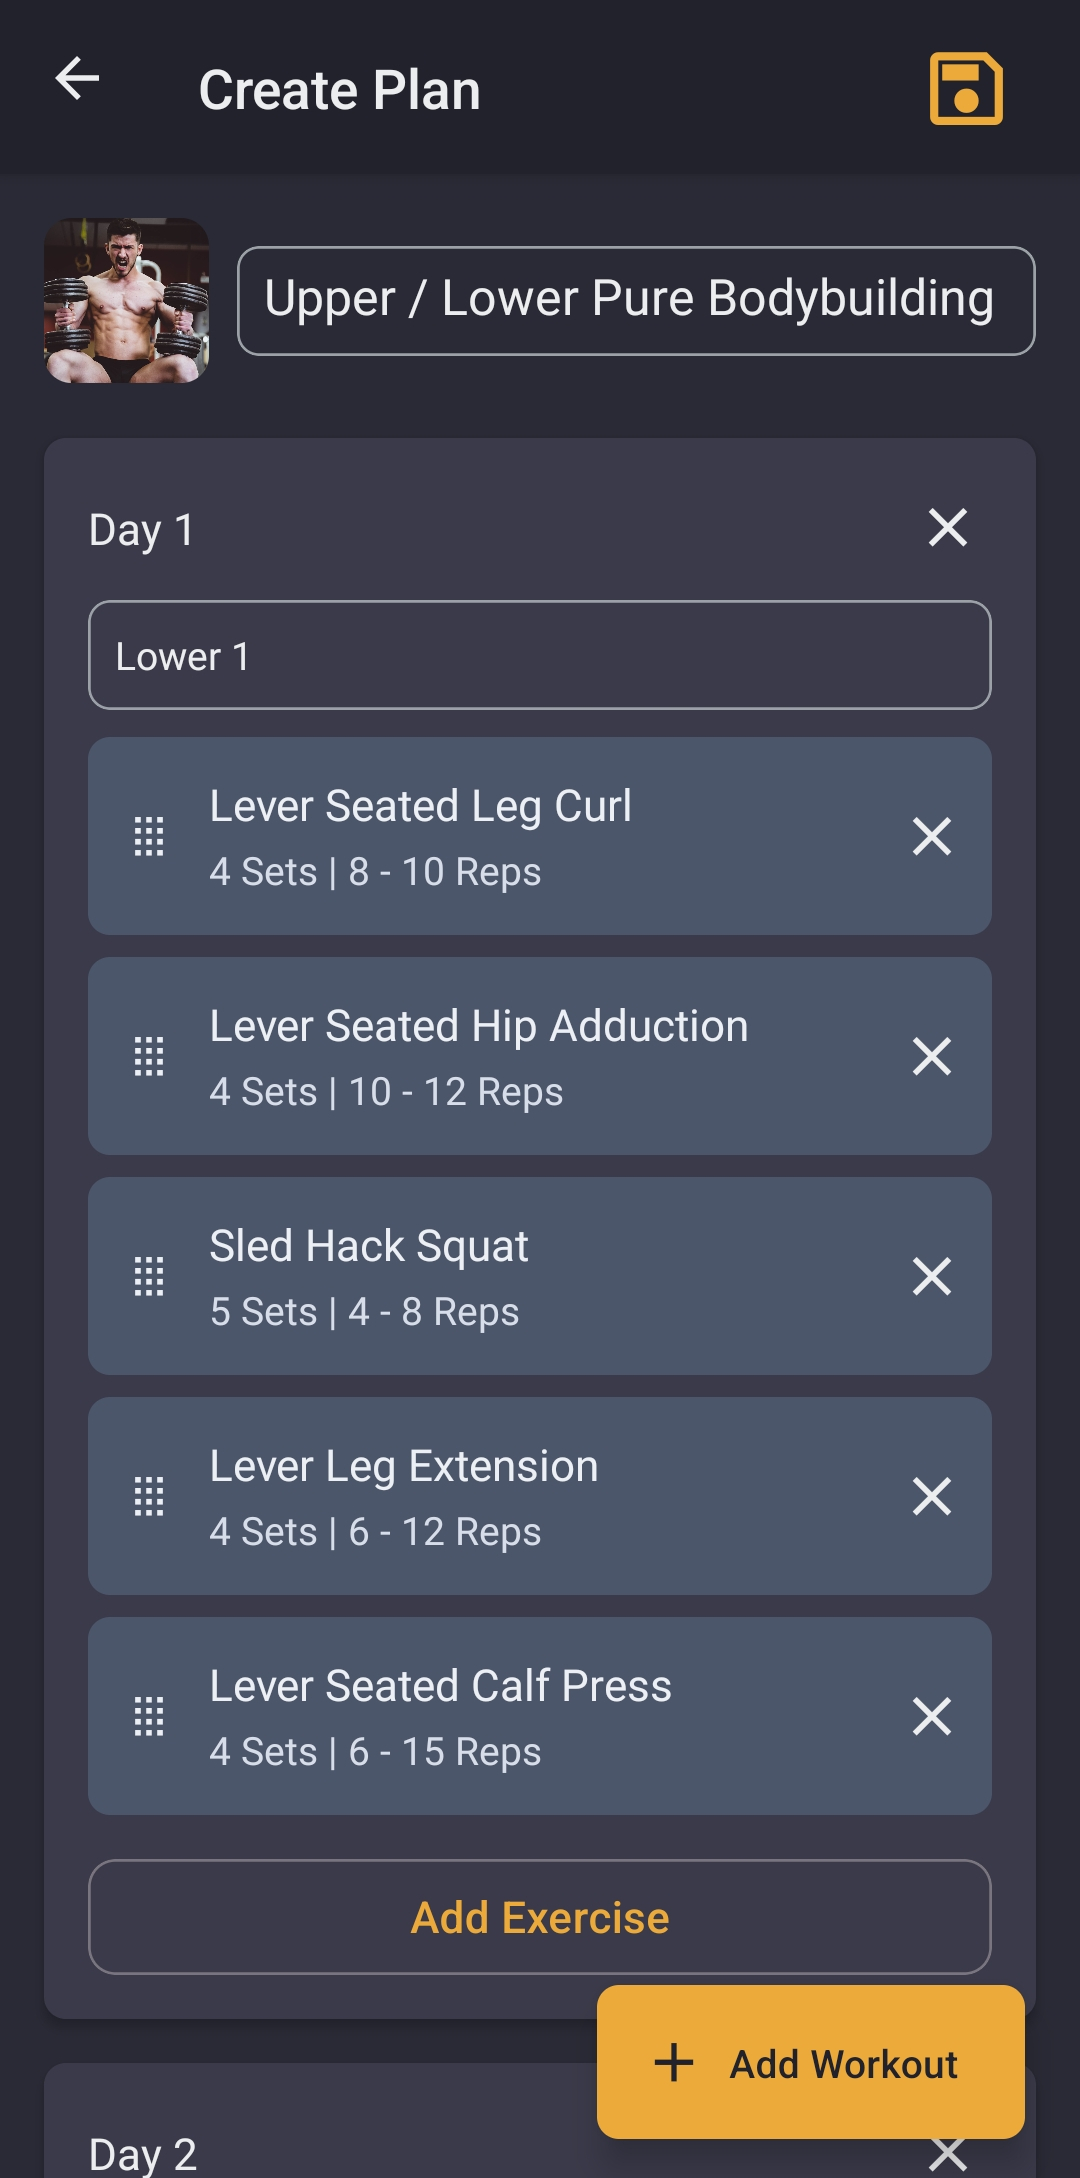 Create Plan
Upper / Lower Pure Bodybuilding
Day 1
Lower 1
Lever Seated Leg Curl
4 Sets | 8 - 10 Reps
Lever Seated Hip Adduction
4 Sets | 10 - 12 Reps
Sled Hack Squat
5 Sets | 4 - 8 Reps
Lever Leg Extension
4 Sets | 6 - 12 Reps
Lever Seated Calf Press
4 Sets | 6 - 15 Reps
Add Exercise
Add Workout
Day 2